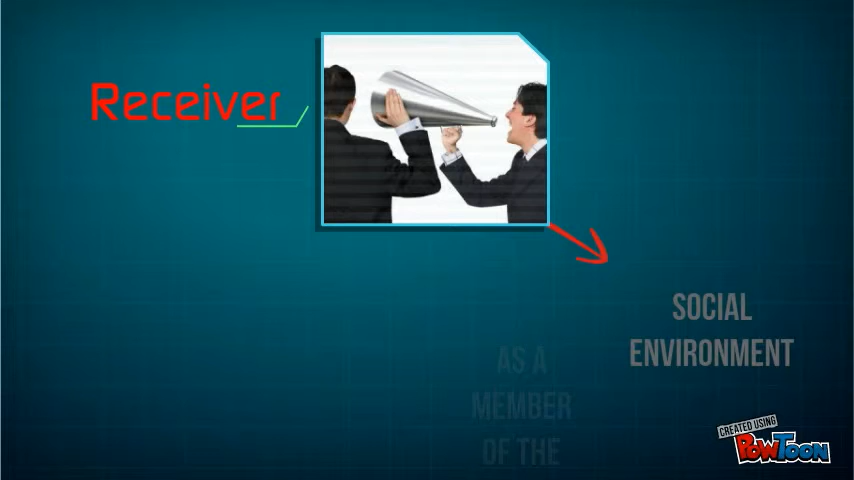 Receiver
SOCIAL
ENVIRONMENT
AS A
MEMBER
OF THE
CREATED USING
POWTOON